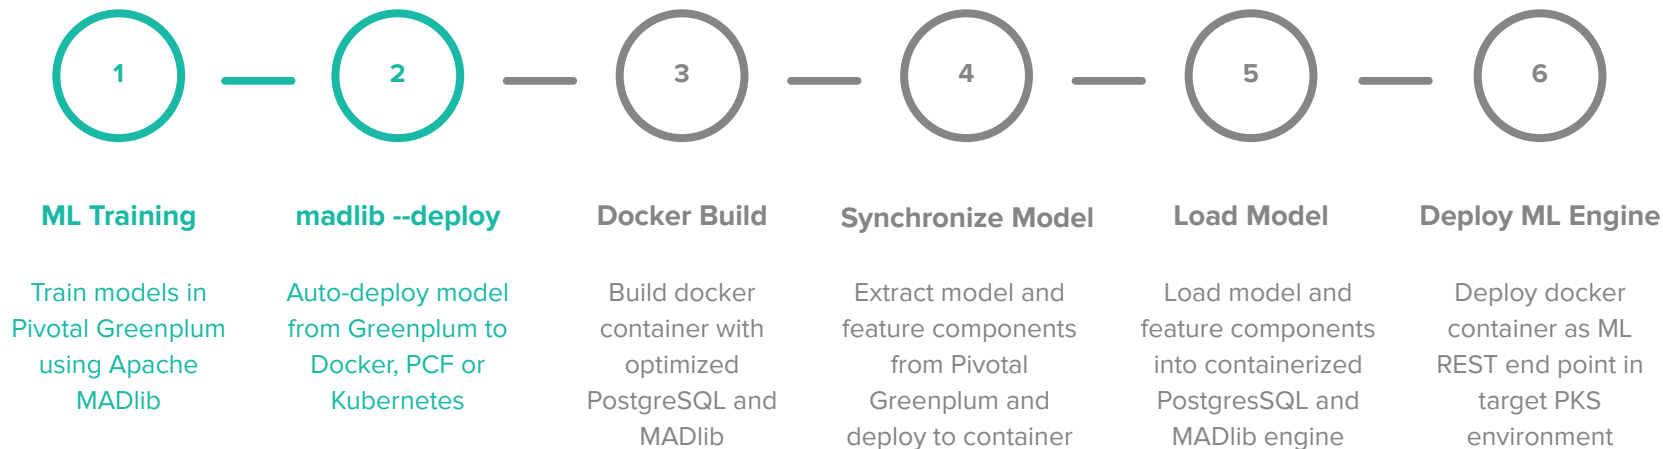 1
2
3
4
5
6
ML Training
Train models in
Pivotal Greenplum
using Apache
MADlib
madlib --deploy
Auto-deploy model
from Greenplum to
Docker, PCF or
Kubernetes
Docker Build
Build docker
container with
optimized
PostgreSQL and
MADlib
Synchronize Model
Extract model and
feature components
from Pivotal
Greenplum and
deploy to container
Load Model
Load model and
feature components
into containerized
PostgresSQL and
MADlib engine
Deploy ML Engine
Deploy docker
container as ML
REST end point in
target PKS
environment